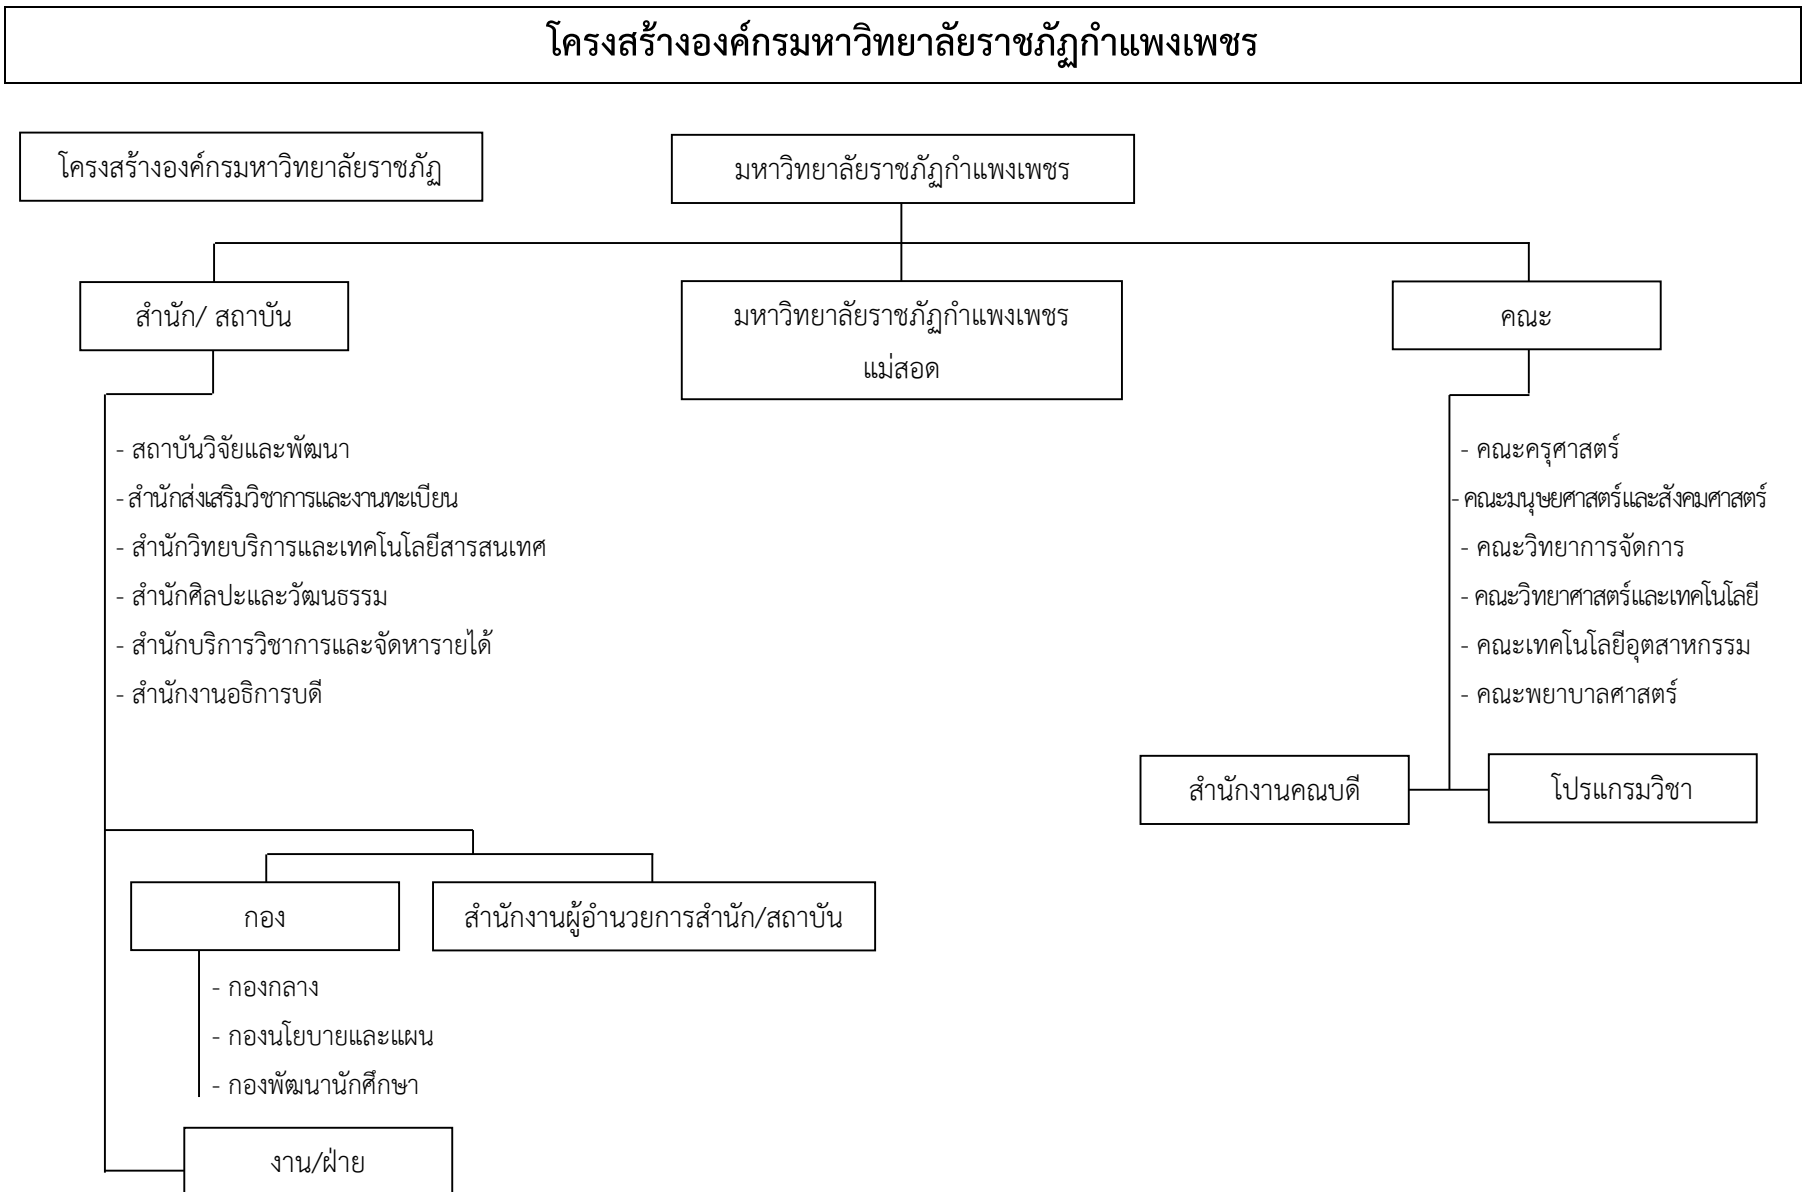 โครงสร้างองค์กรมหาวิทยาลัยราชภัฏกำแพงเพชร
โครงสร้างองค์กรมหาวิทยาลัยราชภัฏ
มหาวิทยาลัยราชภัฏกำแพงเพชร
สำนัก/ สถาบัน
มหาวิทยาลัยราชภัฏกำแพงเพชร
แม่สอด
คณะ
- สถาบันวิจัยและพัฒนา
- สำนักส่งเสริมวิชาการและงานทะเบียน
- สำนักวิทยบริการและเทคโนโลยีสารสนเทศ
- สำนักศิลปะและวัฒนธรรม
- สำนักบริการวิชาการและจัดหารายได้
- สำนักงานอธิการบดี
- คณะครุศาสตร์
- คณะมนุษยศาสตร์และสังคมศาสตร์
- คณะวิทยาการจัดการ
- คณะวิทยาศาสตร์และเทคโนโลยี
- คณะเทคโนโลยีอุตสาหกรรม
- คณะพยาบาลศาสตร์
สำนักงานคณบดี
โปรแกรมวิชา
กอง
สำนักงานผู้อำนวยการสำนัก/สถาบัน
- กองกลาง
- กองนโยบายและแผน
- กองพัฒนานักศึกษา
งาน/ฝ่าย